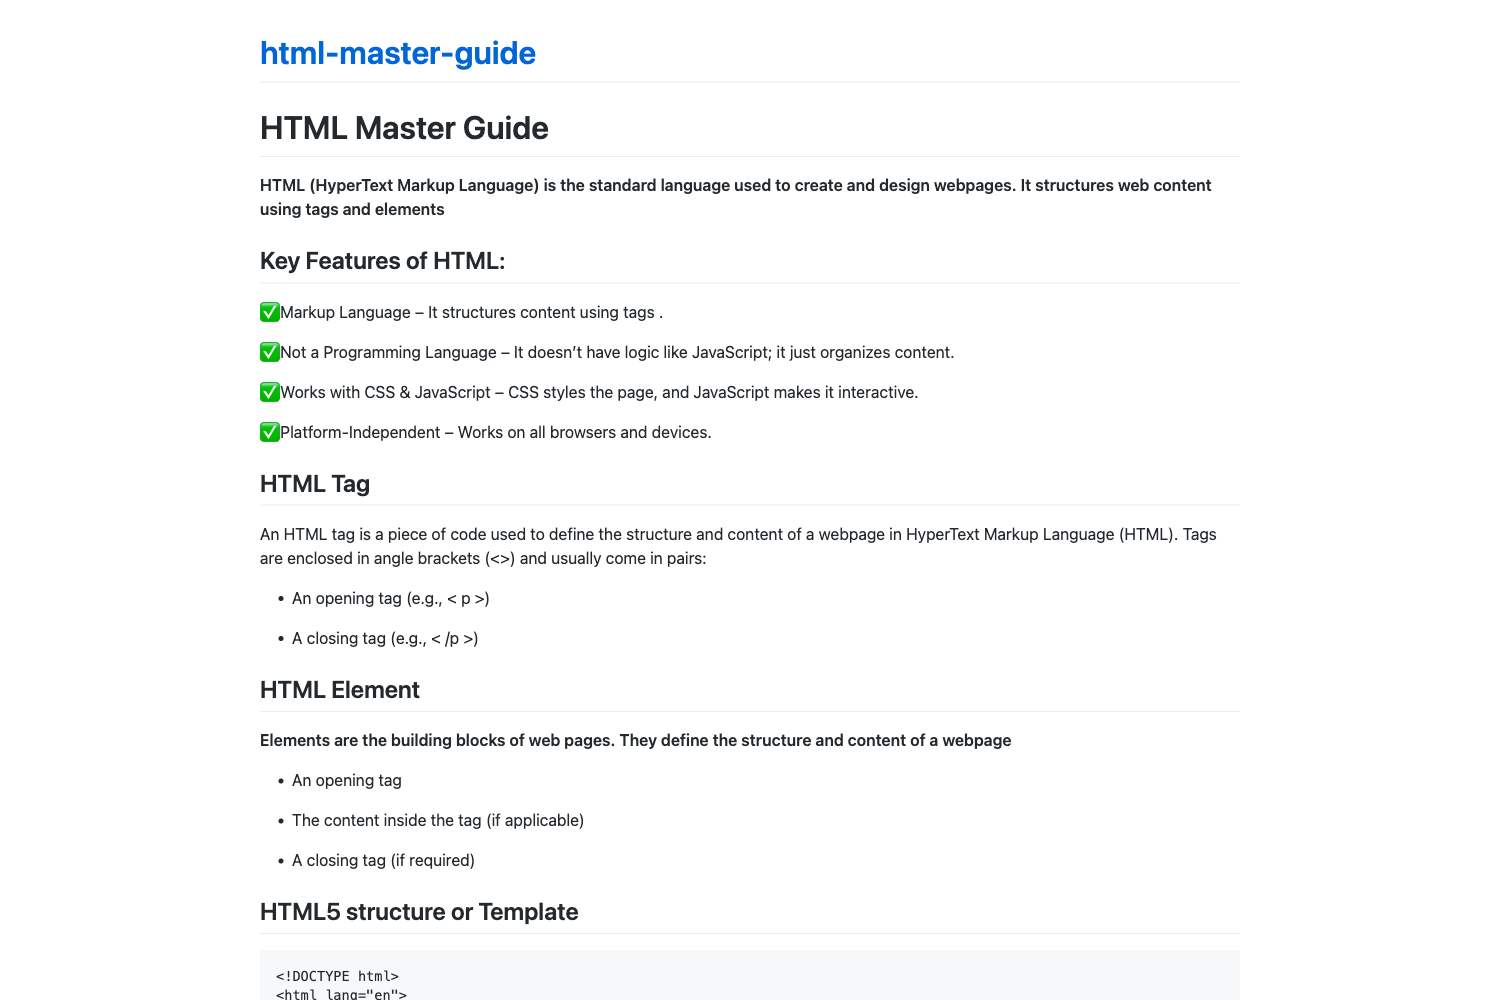 html-master-guide
HTML Master Guide
HTML (HyperText Markup Language) is the standard language used to create and design webpages. It structures web content
using tags and elements
Key Features of HTML:
✅Markup Language – It structures content using tags .
✅Not a Programming Language – It doesn’t have logic like JavaScript; it just organizes content.
✅Works with CSS & JavaScript – CSS styles the page, and JavaScript makes it interactive.
✅Platform-Independent – Works on all browsers and devices.
HTML Tag
An HTML tag is a piece of code used to define the structure and content of a webpage in HyperText Markup Language (HTML). Tags
are enclosed in angle brackets (<>) and usually come in pairs:
• An opening tag (e.g., < p >)
• A closing tag (e.g., < /p >)
HTML Element
Elements are the building blocks of web pages. They define the structure and content of a webpage
• An opening tag
• The content inside the tag (if applicable)
• A closing tag (if required)
HTML5 structure or Template
<!DOCTYPE html>
<html lang="en">